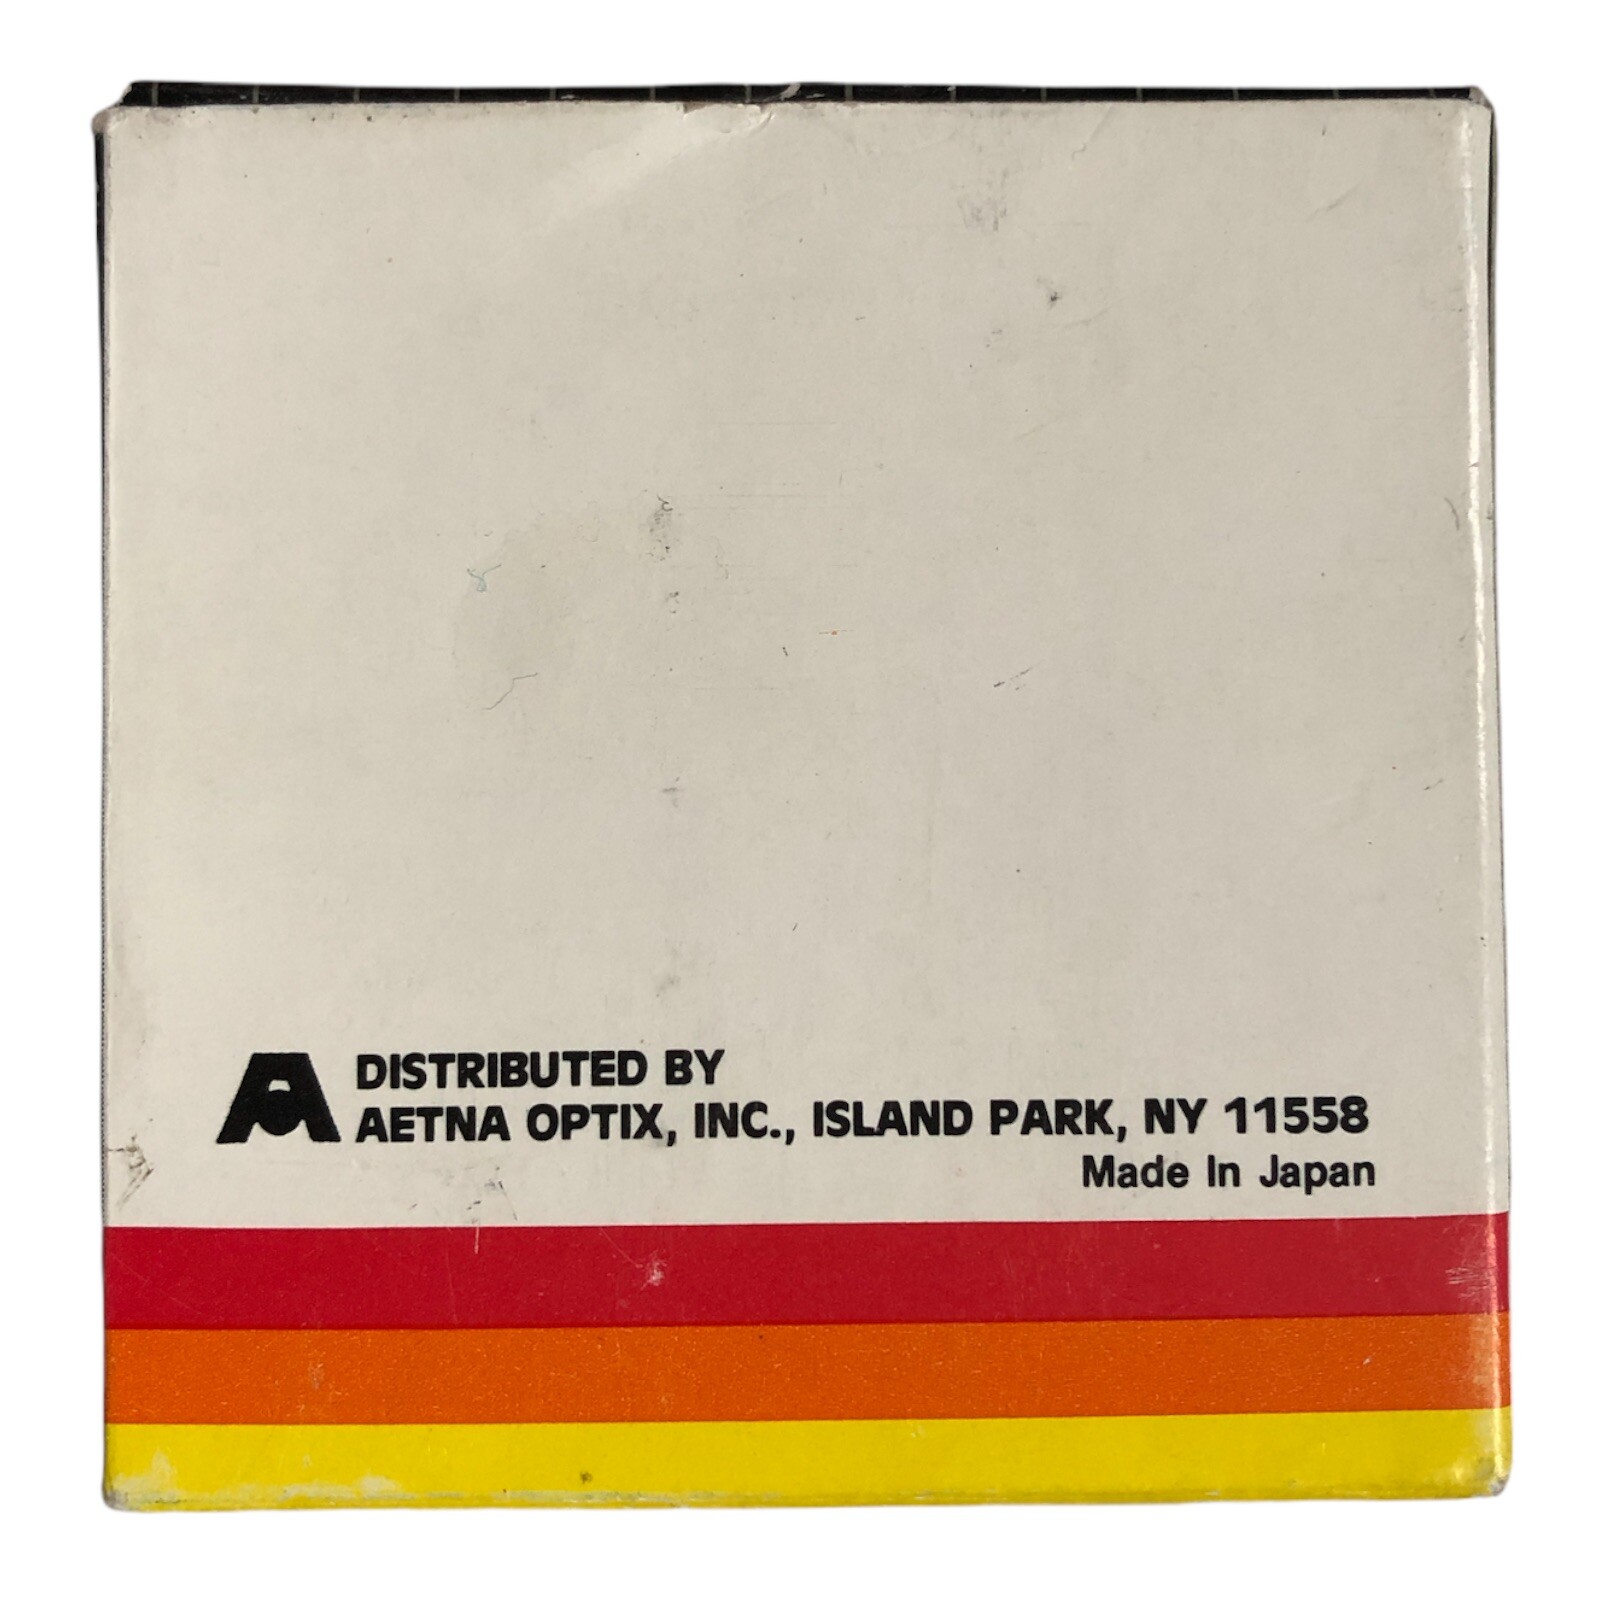 DISTRIBUTED BY
AETNA OPTIX, INC., ISLAND PARK, NY 11558
Made In Japan